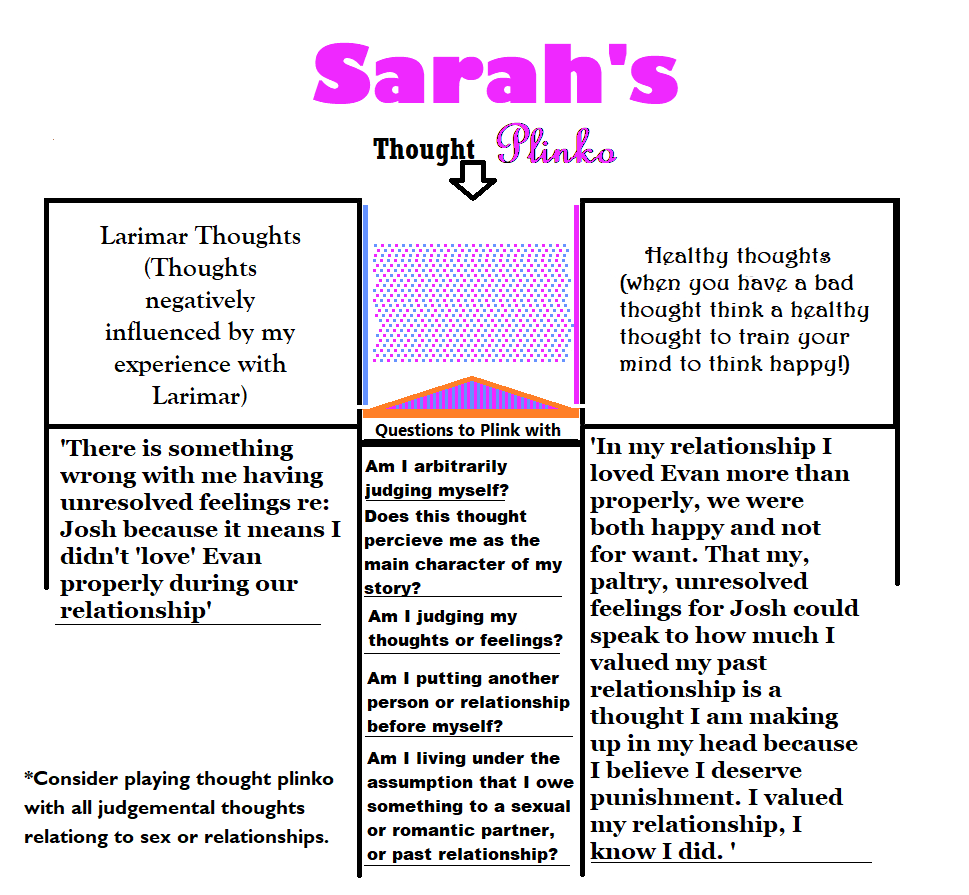 Sarah's
Thought Plinko
Larimar Thoughts
(Thoughts
negatively
influenced by my
experience with
Larimar)
'There is something
wrong with me having
unresolved feelings re:
Josh because it means I
didn't 'love' Evan
properly during our
relationship'
*Consider playing thought plinko
with all judgemental thoughts
relationg to sex or relationships.
Questions to Plink with
Am I arbitrarily
judging myself?
Does this thought
percieve me as the
main character of my
story?
Am I judging my
thoughts or feelings?
Am I putting another
person or relationship
before myself?
Am I living under the
assumption that I owe
something to a sexual
or romantic partner,
or past relationship?
Healthy thoughts
(when you have a bad
thought think a healthy
thought to train your
mind to think happy!)
'In my relationship I
loved Evan more than
properly, we were
both happy and not
for want. That my,
paltry, unresolved
feelings for Josh could
speak to how much I
valued my past
relationship is a
thought I am making
up in my head because
I believe I deserve
punishment. I valued
my relationship, I
know I did. '